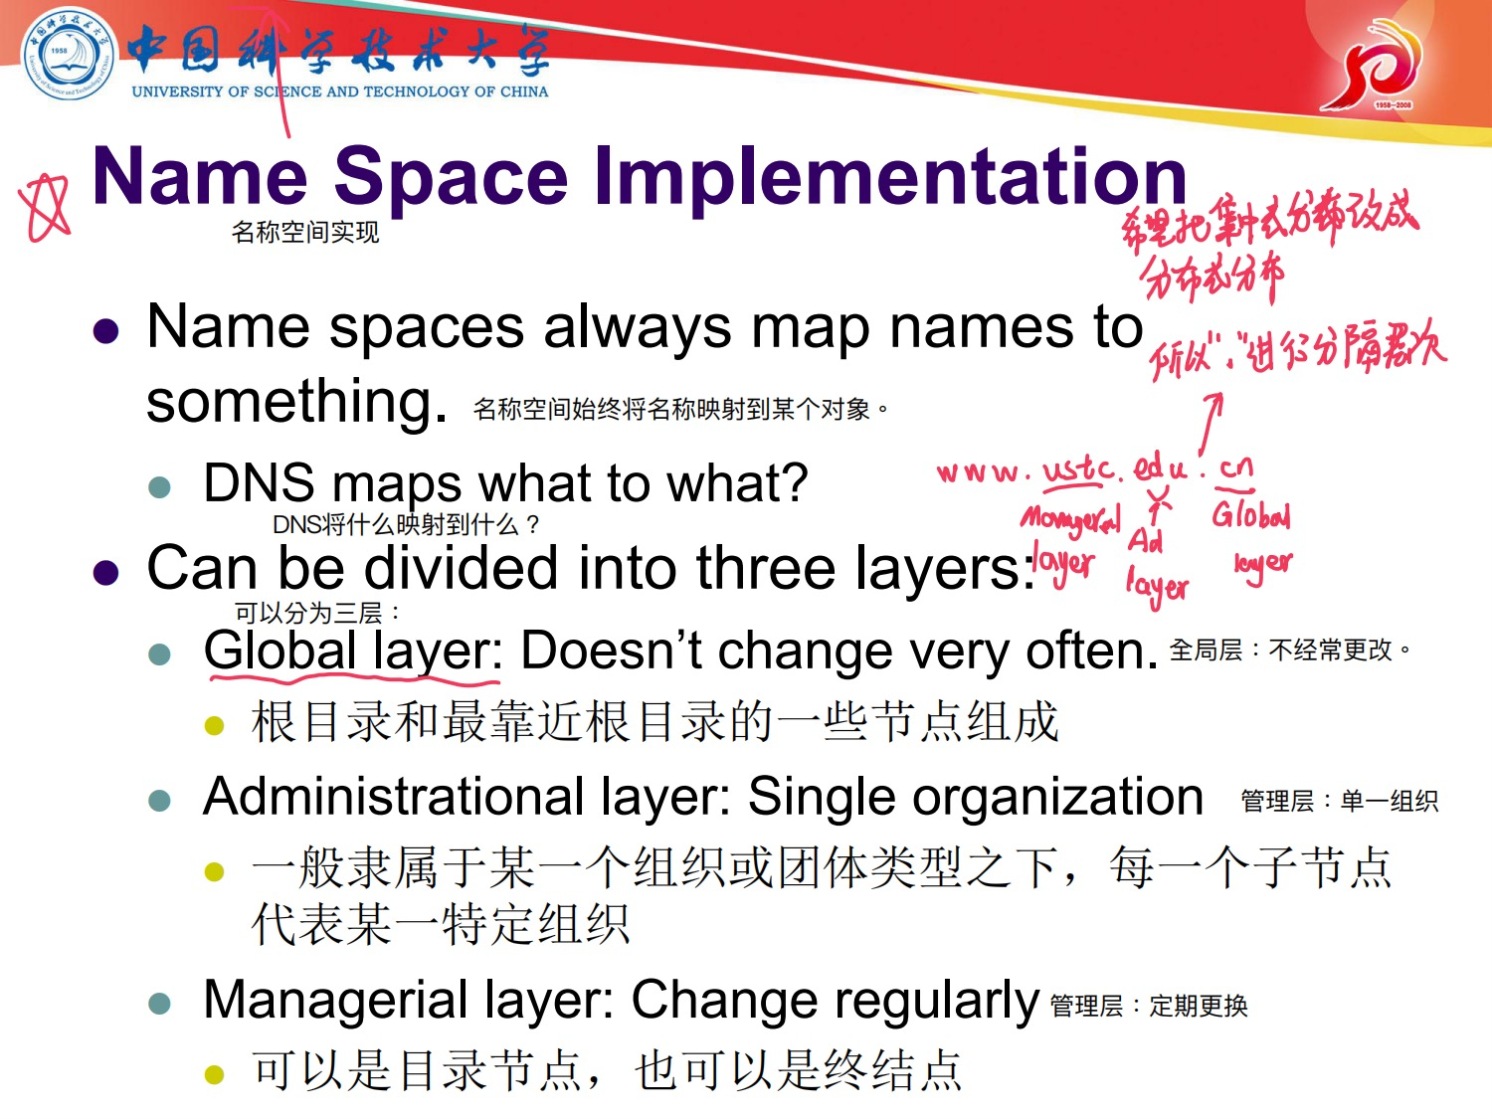 中国科学技术大学
UNIVERSITY OF SCIENCE AND TECHNOLOGY OF CHINA
1958
1958—2008
Name Space Implementation
名称空间实现
希望把集中式分布改成
分布式分布
所以"."进行分隔层次
Name spaces always map names to
something.
名称空间始终将名称映射到某个对象。
DNS maps what to what?
DNS将什么映射到什么？
www.ustc.edu.cn
Managerial layer
Ad layer
Global layer
Can be divided into three layers:
可以分为三层：
Global layer: Doesn’t change very often.
全局层：不经常更改。
根目录和最靠近根目录的一些节点组成
Administrational layer: Single organization
管理层：单一组织
一般隶属于某一个组织或团体类型之下，每一个子节点
代表某一特定组织
Managerial layer: Change regularly
管理层：定期更换
可以是目录节点，也可以是终结点